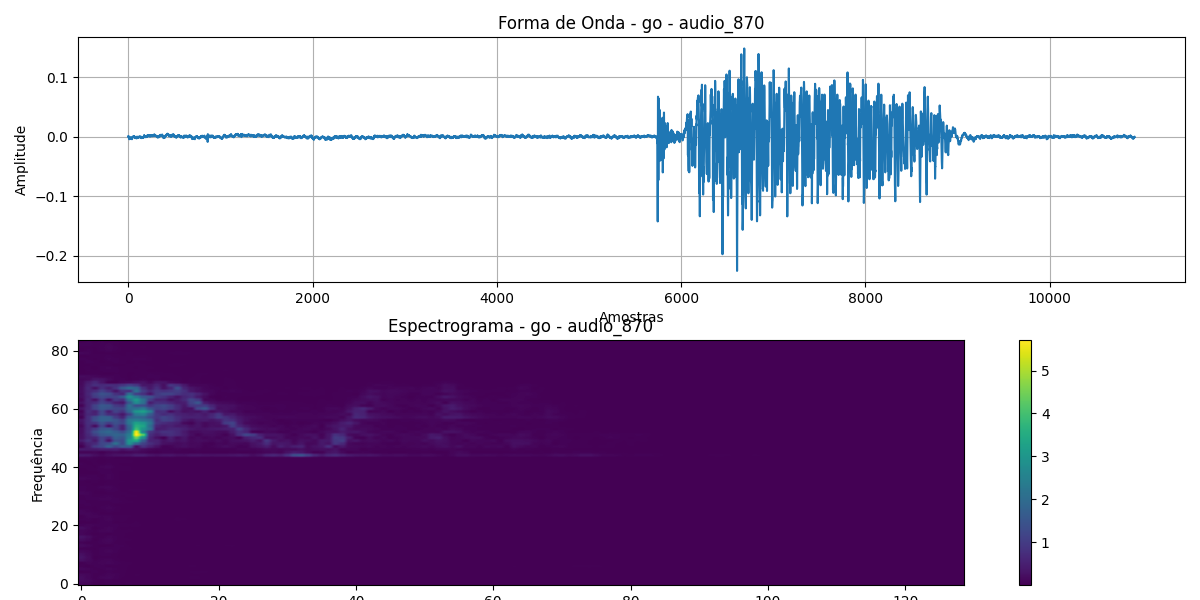 Forma de Onda - go - audio_870
Amplitude
0.1
0.0
−0.1
−0.2
0 2000 4000 6000 8000 10000
Amostras
Espectrograma - go - audio_870
Frequência
80
60
40
20
0
0 20 40 60 80 100 120
5
4
3
2
1